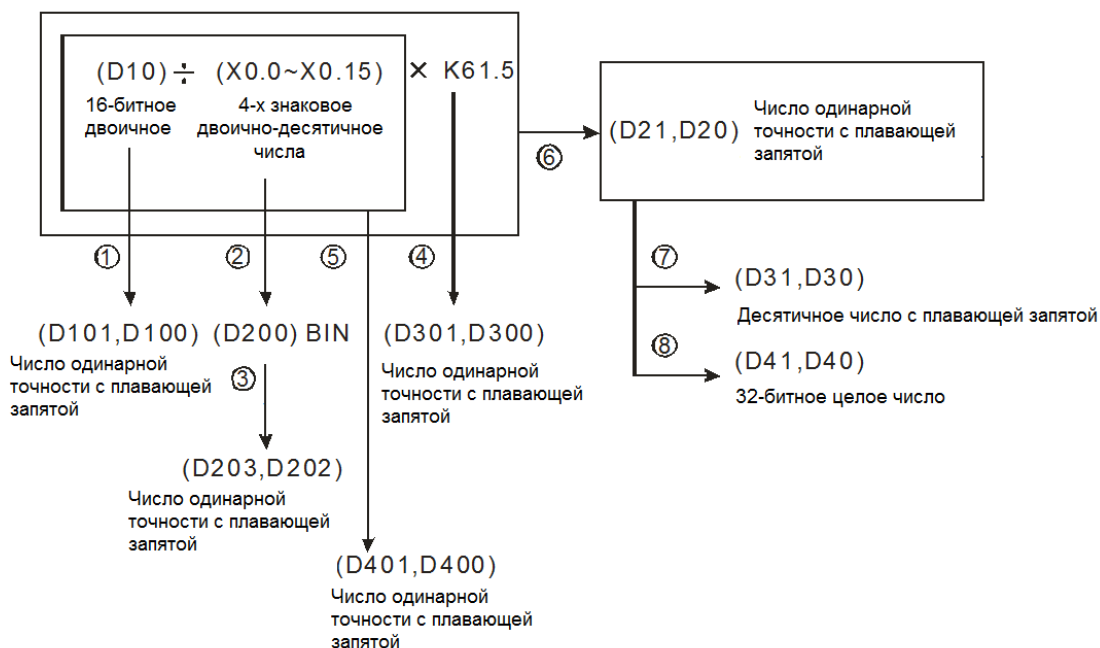 (D10) ÷ (X0.0~X0.15) × K61.5
16-битное
двоичное
4-х знаковое
двоично-десятичное
числа
(D21,D20)
Число одинарной
точности с плавающей
запятой
⑥
① ② ⑤ ④
⑦
(D31,D30)
Десятичное число с плавающей запятой
⑧
(D41,D40)
32-битное целое число
(D101,D100)
Число одинарной
точности с плавающей
запятой
(D200) BIN
③
(D301,D300)
Число одинарной
точности с плавающей
запятой
(D203,D202)
Число одинарной
точности с плавающей
запятой
(D401,D400)
Число одинарной
точности с плавающей
запятой